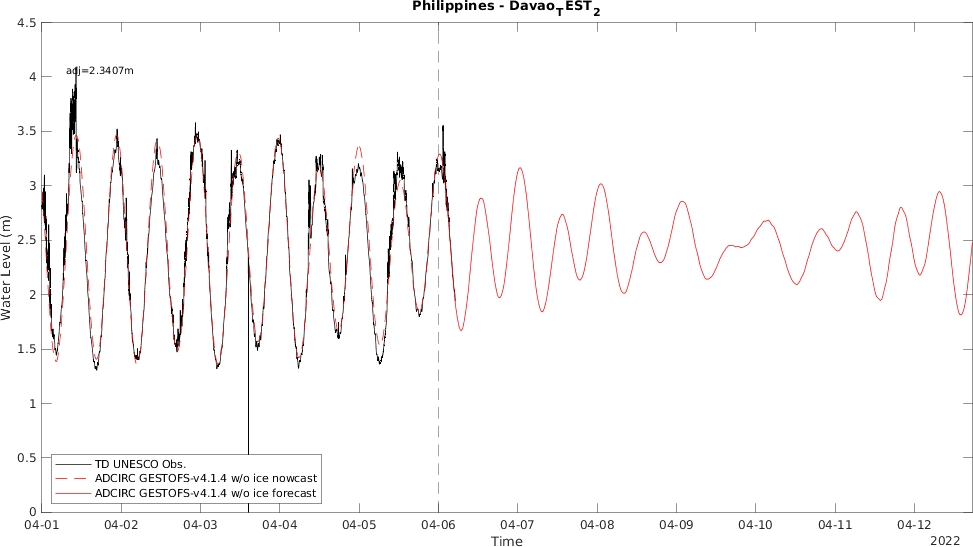 Philippines - Davao_TEST_2
4.5
4
3.5
3
2.5
2
1.5
1
0.5
0
Water Level (m)
adj=2.3407m
TD UNESCO Obs.
ADCIRC GESTOFS-v4.1.4 w/o ice nowcast
ADCIRC GESTOFS-v4.1.4 w/o ice forecast
04-01 04-02 04-03 04-04 04-05 04-06 04-07 04-08 04-09 04-10 04-11 04-12
Time
2022